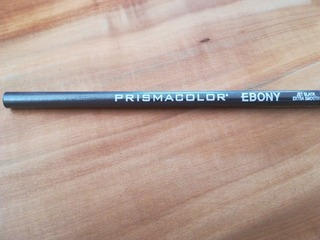 PRISMACOLOR® EBONY JET BLACK
EXTRA SMOOTH